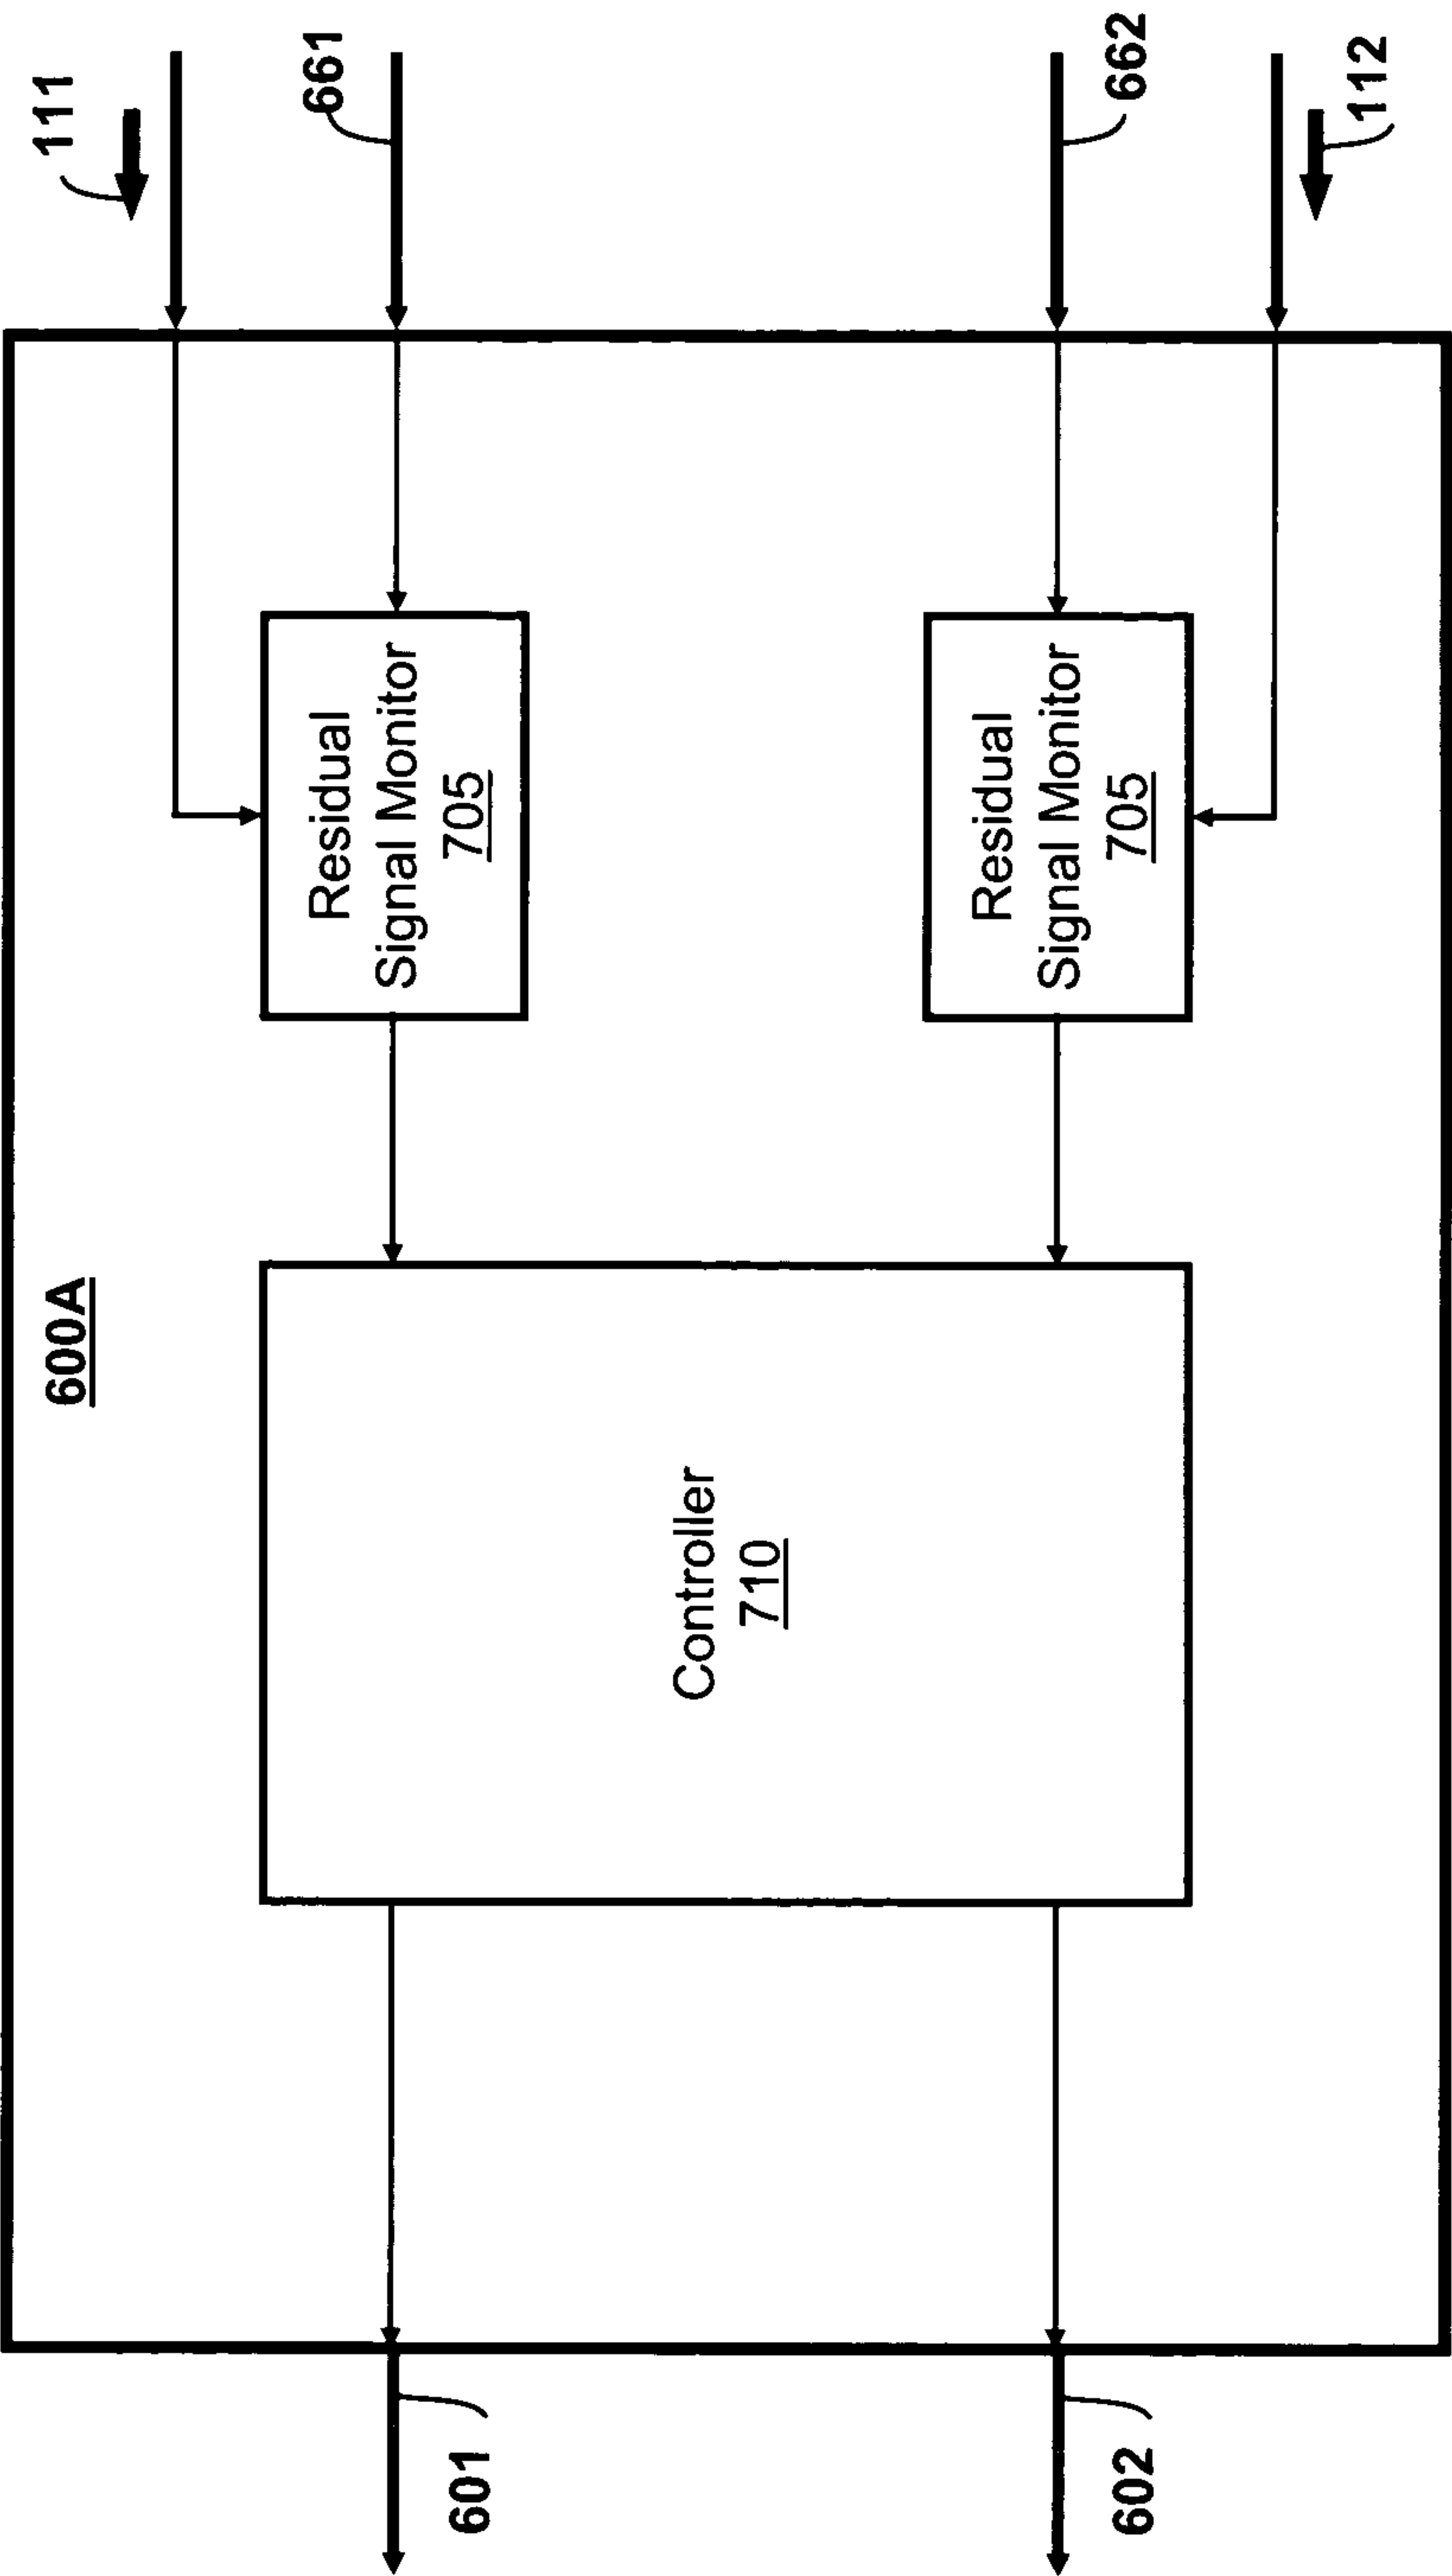 111
600A
661
Residual
Signal Monitor
705
601
Controller
710
Residual
Signal Monitor
705
662
602
112